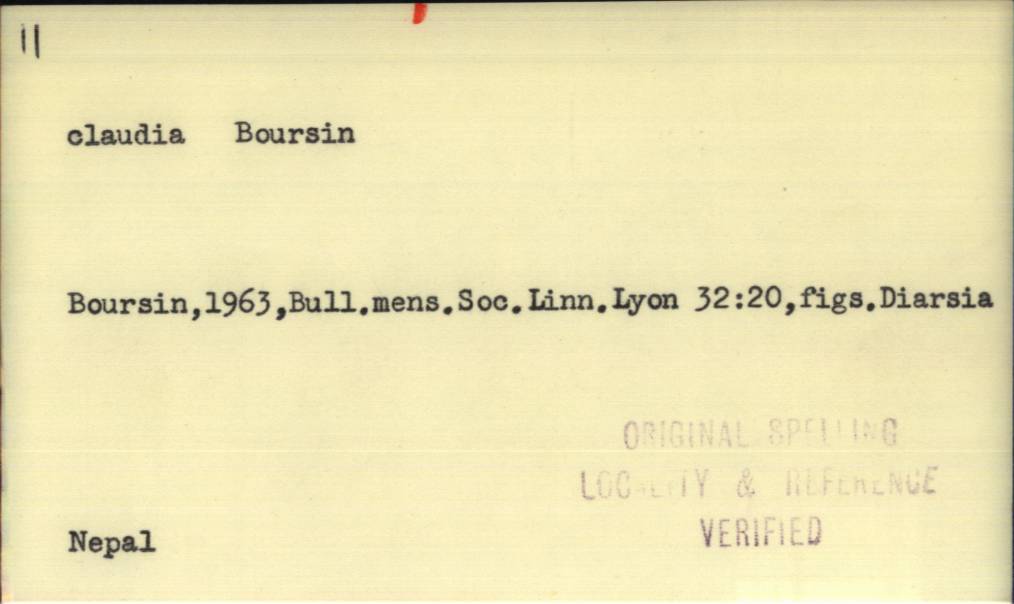 11
claudia Boursin
Boursin,1963,Bull.mens.Soc.Linn.Lyon 32:20,figs.Diarsia
ORIGINAL SPELLING
LOCALITY & REFERENCE
VERIFIED
Nepal